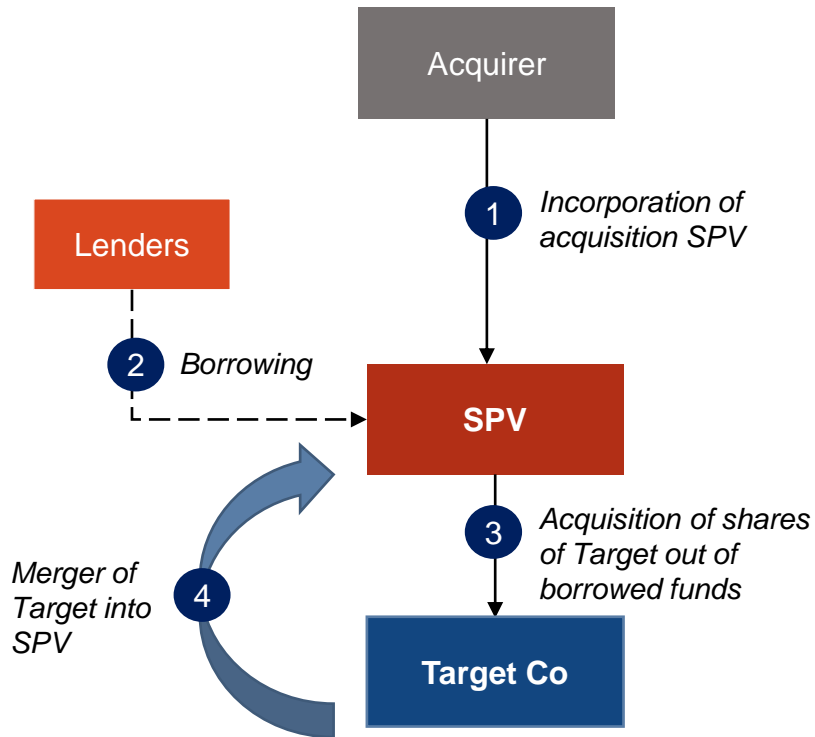 Acquirer
1
Incorporation of
acquisition SPV
Lenders
2
Borrowing
SPV
3
Acquisition of shares
of Target out of
borrowed funds
Merger of
Target into
SPV
4
Target Co